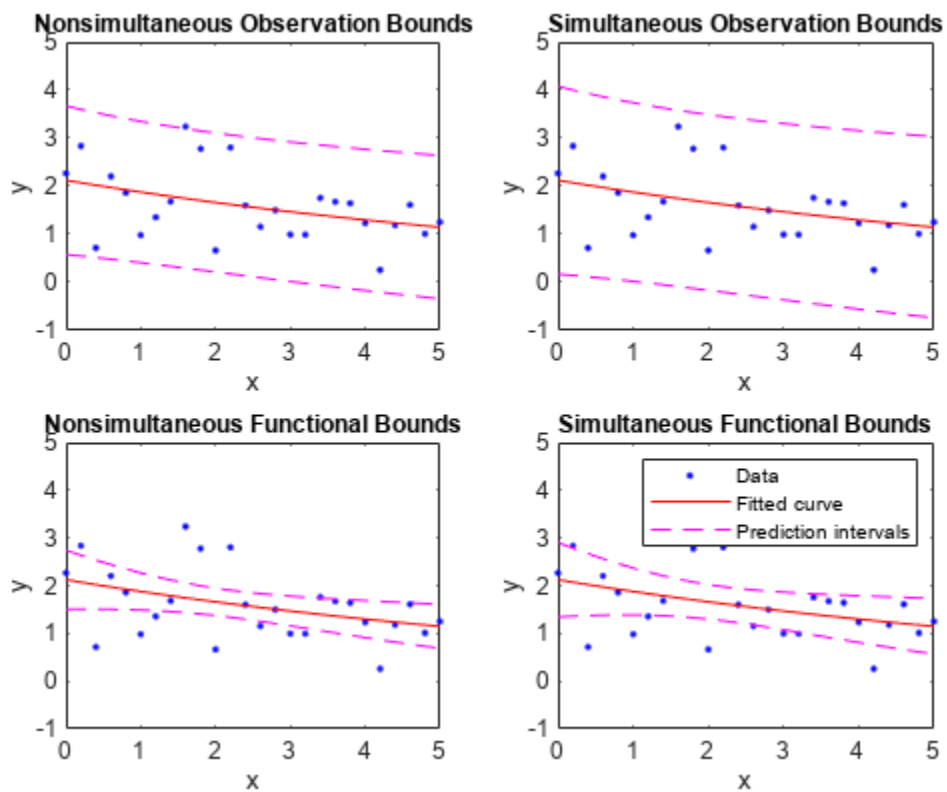 Nonsimultaneous Observation Bounds
5
4
3
2
1
0
-1
y
0 1 2 3 4 5
x
Simultaneous Observation Bounds
5
4
3
2
1
0
-1
y
0 1 2 3 4 5
x
Nonsimultaneous Functional Bounds
5
4
3
2
1
0
-1
y
0 1 2 3 4 5
x
Simultaneous Functional Bounds
5
4
3
2
1
0
-1
y
Data
Fitted curve
Prediction intervals
0 1 2 3 4 5
x